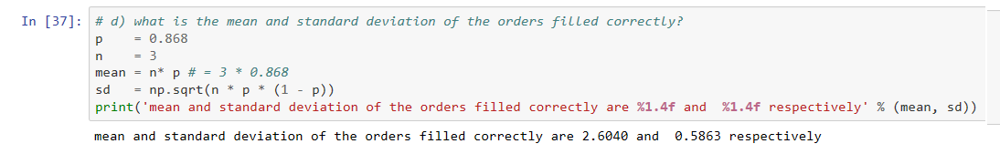 In [37]: # d) what is the mean and standard deviation of the orders filled correctly?
p    = 0.868
n    = 3
mean = n* p # = 3 * 0.868
sd   = np.sqrt(n * p * (1 - p))
print('mean and standard deviation of the orders filled correctly are %1.4f and  %1.4f respectively' % (mean, sd))
mean and standard deviation of the orders filled correctly are 2.6040 and  0.5863 respectively